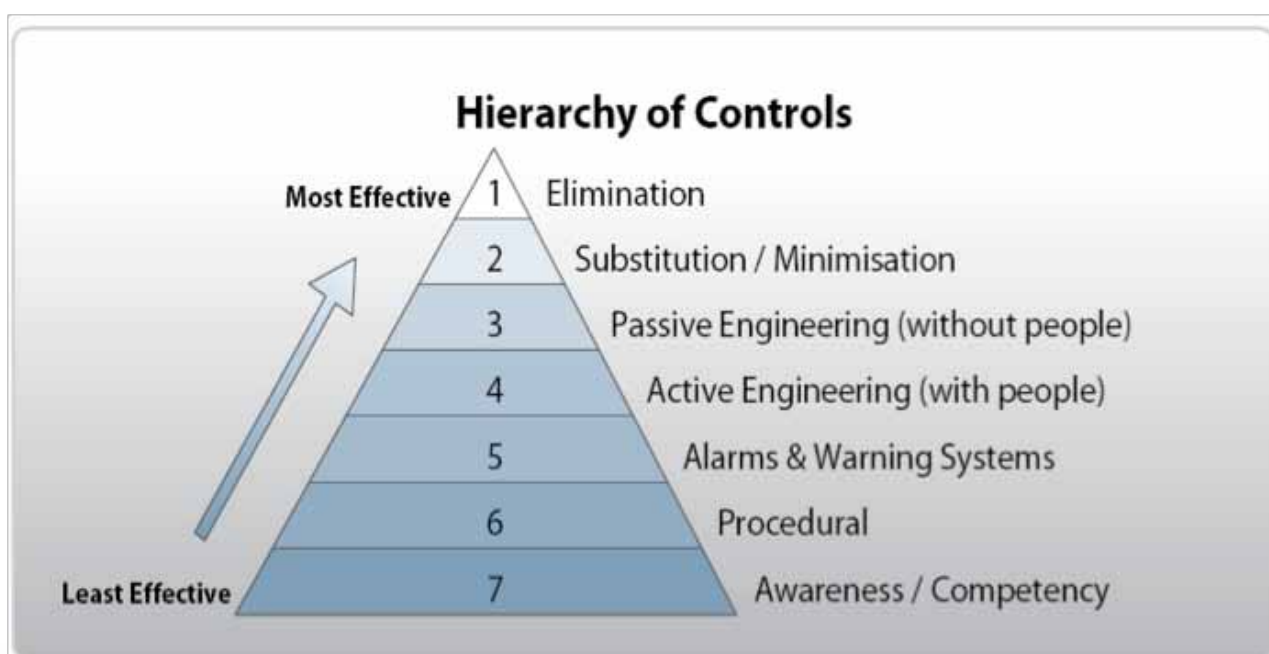 Hierarchy of Controls
Most Effective 1 Elimination
2 Substitution / Minimisation
3 Passive Engineering (without people)
4 Active Engineering (with people)
5 Alarms & Warning Systems
6 Procedural
Least Effective 7 Awareness / Competency